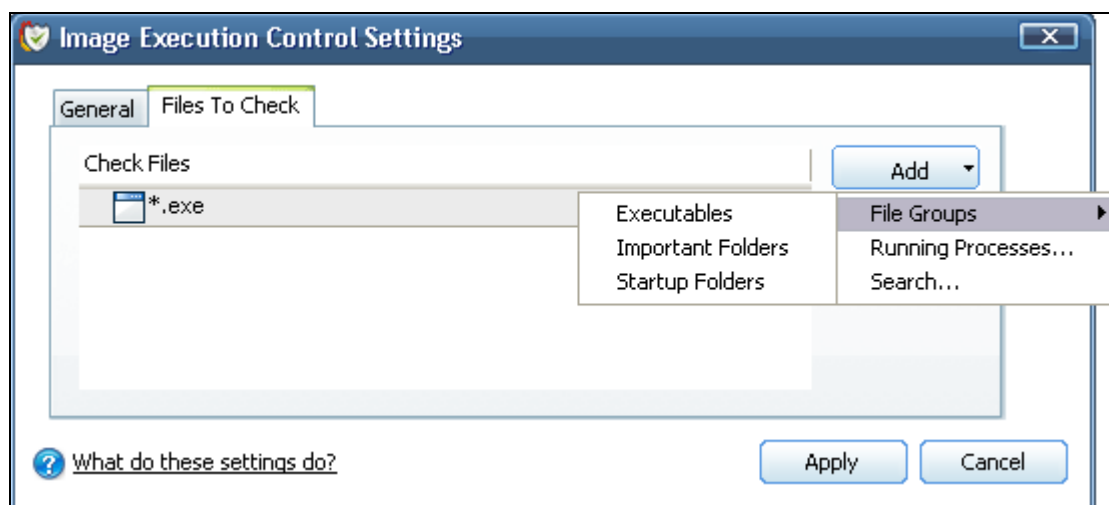 Image Execution Control Settings
General Files To Check
Check Files Add
*.exe
Executables File Groups
Important Folders Running Processes...
Startup Folders Search...
What do these settings do? Apply Cancel